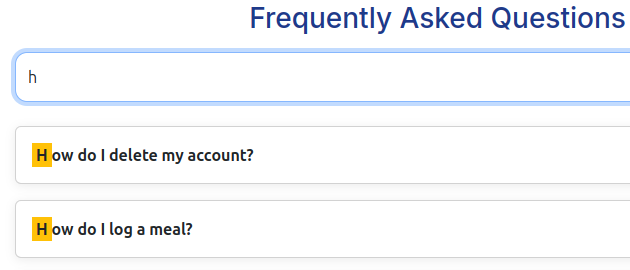 Frequently Asked Questions
h
How do I delete my account?
How do I log a meal?